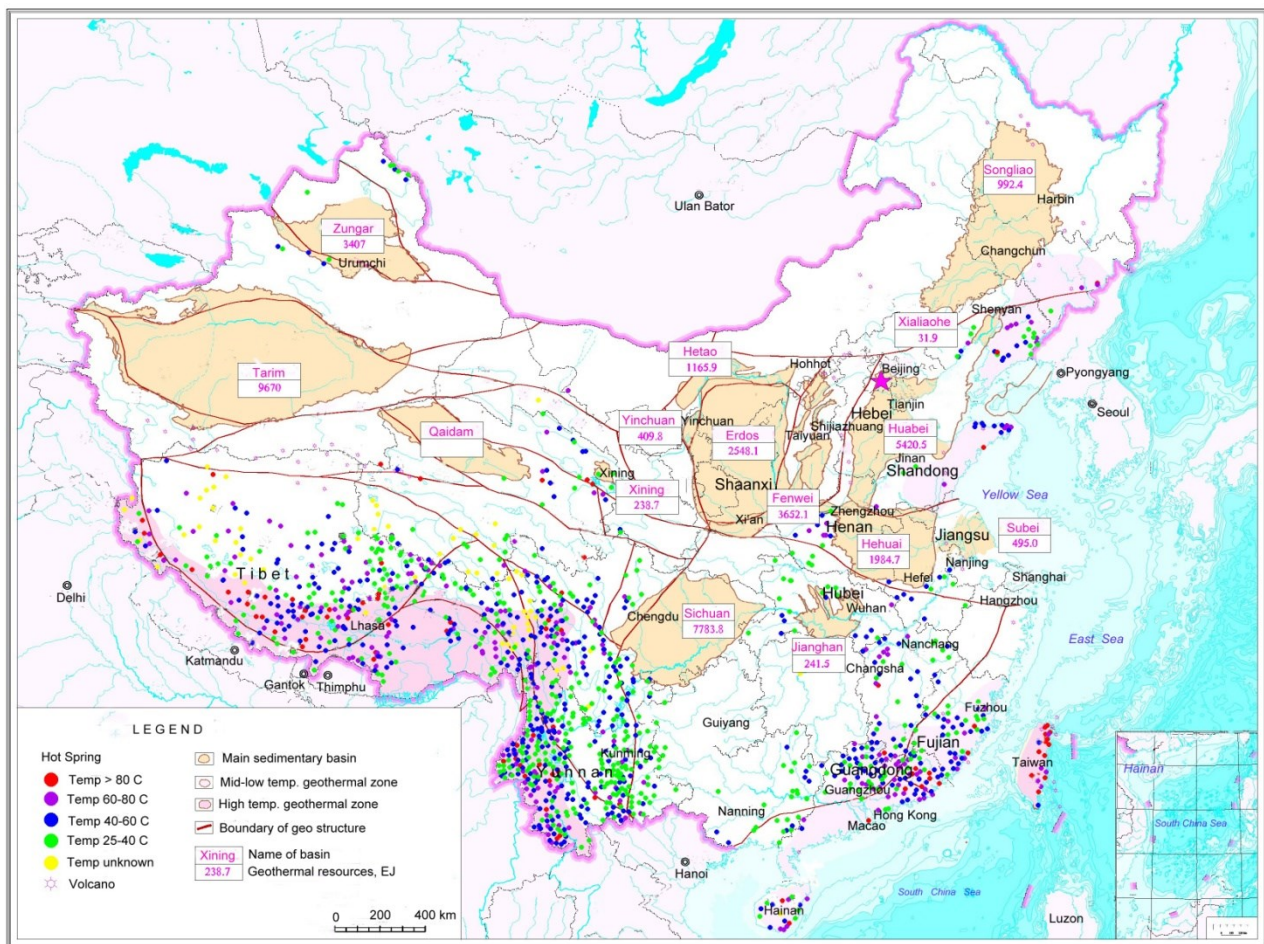 Ulan Bator
Songliao
992.4
Harbin
Zungar
3407
Urumchi
Changchun
Shenyan
Xialiaohe
31.9
Hetao
1165.9
Hohhot
Beijing
Pyongyang
Tarim
9670
Tianjin
Seoul
Hebei
Yinchuan
409.8
Yinchuan
Erdos
2548.1
Taiyuan
Shijiazhuang
Huabei
5420.5
Qaidam
Jinan
Shandong
Xining
Xining
238.7
Shaanxi
Fenwei
3652.1
Yellow Sea
Xi'an
Zhengzhou
Henan
Jiangsu
Subei
495.0
Hehuai
1984.7
Nanjing
Tibet
Hefei
Shanghai
Delhi
Hubei
Wuhan
Hangzhou
Lhasa
Chengdu
Sichuan
7783.8
East Sea
Katmandu
Jianghan
241.5
Nanchang
Changsha
Gantok
Thimphu
Fuzhou
Guiyang
Kunming
Fujian
Yuhnan
Guangdong
Guangzhou
Taiwan
Hainan
Nanning
Hong Kong
Macao
South China Sea
Hanoi
South China Sea
Hainan
Luzon
LEGEND
Hot Spring
Temp > 80 C
Temp 60-80 C
Temp 40-60 C
Temp 25-40 C
Temp unknown
Volcano
Main sedimentary basin
Mid-low temp. geothermal zone
High temp. geothermal zone
Boundary of geo structure
Xining
Name of basin
238.7
Geothermal resources, EJ
0 200 400 km